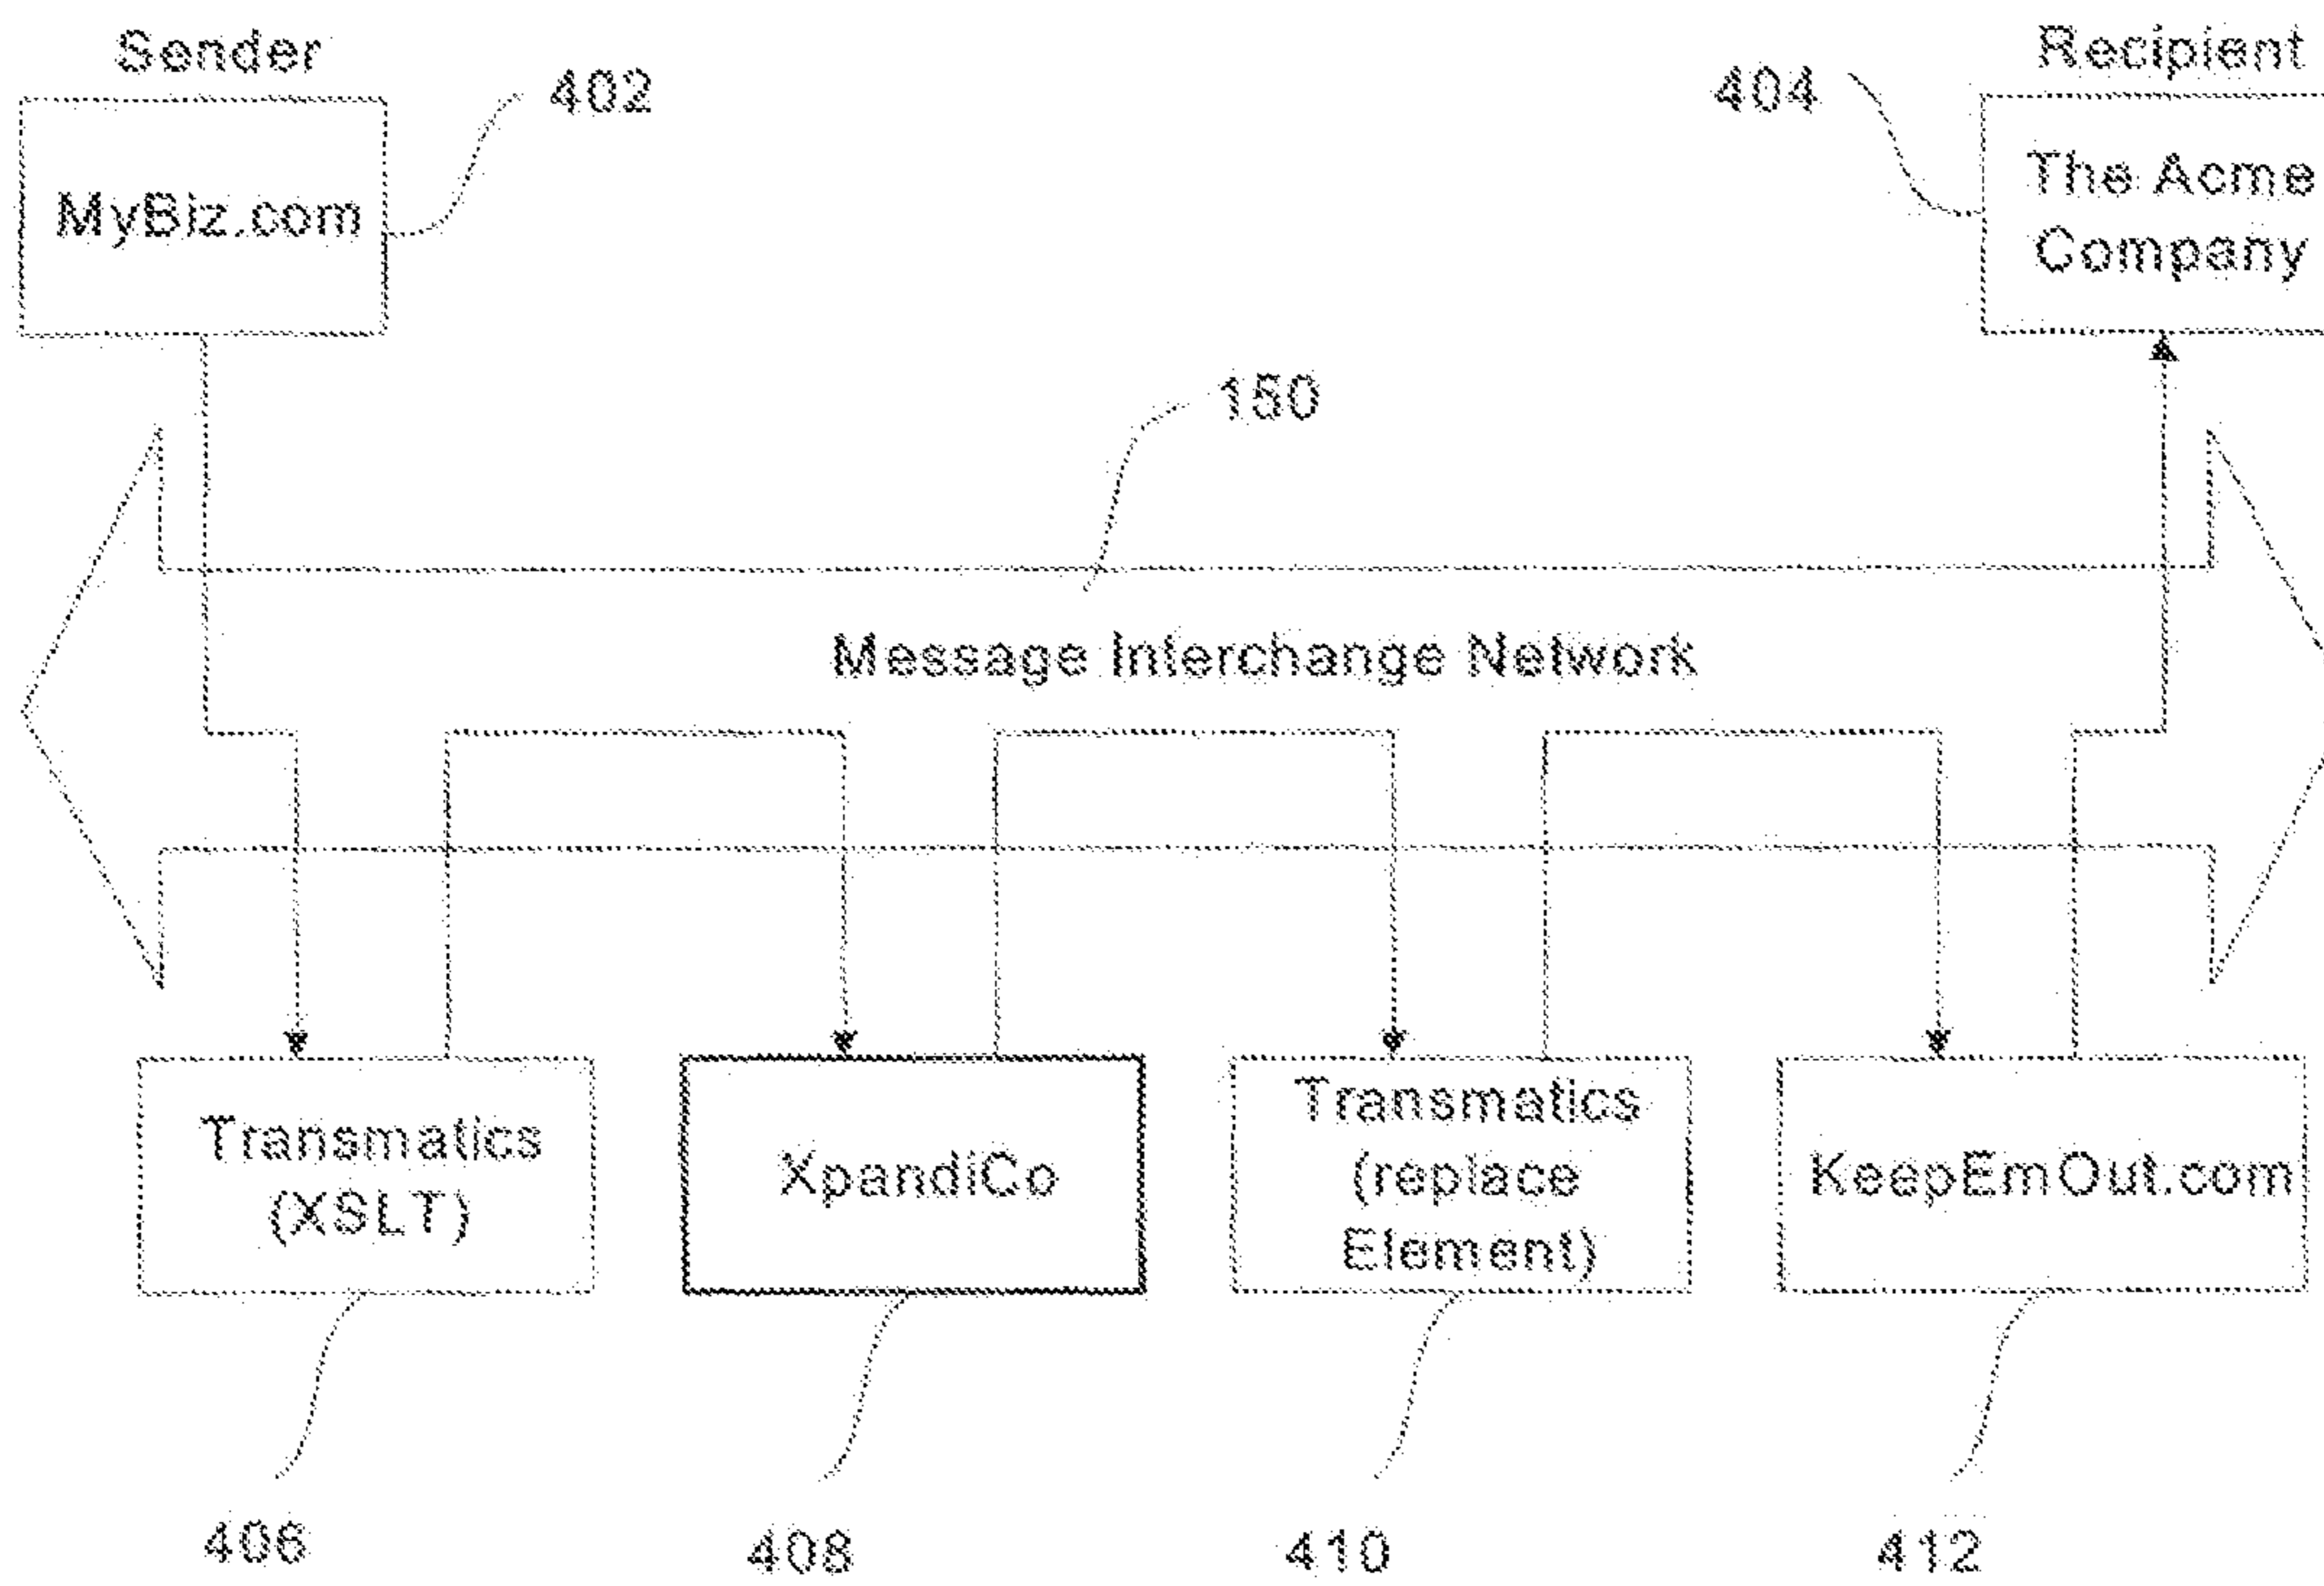 Sender
402
404
Recipient
MyBiz.com
The Acme
Company
150
Message Interchange Network
Transmatics
(XSLT)
XpandiCo
Transmatics
(replace
Element)
KeepEmOut.com
406
408
410
412